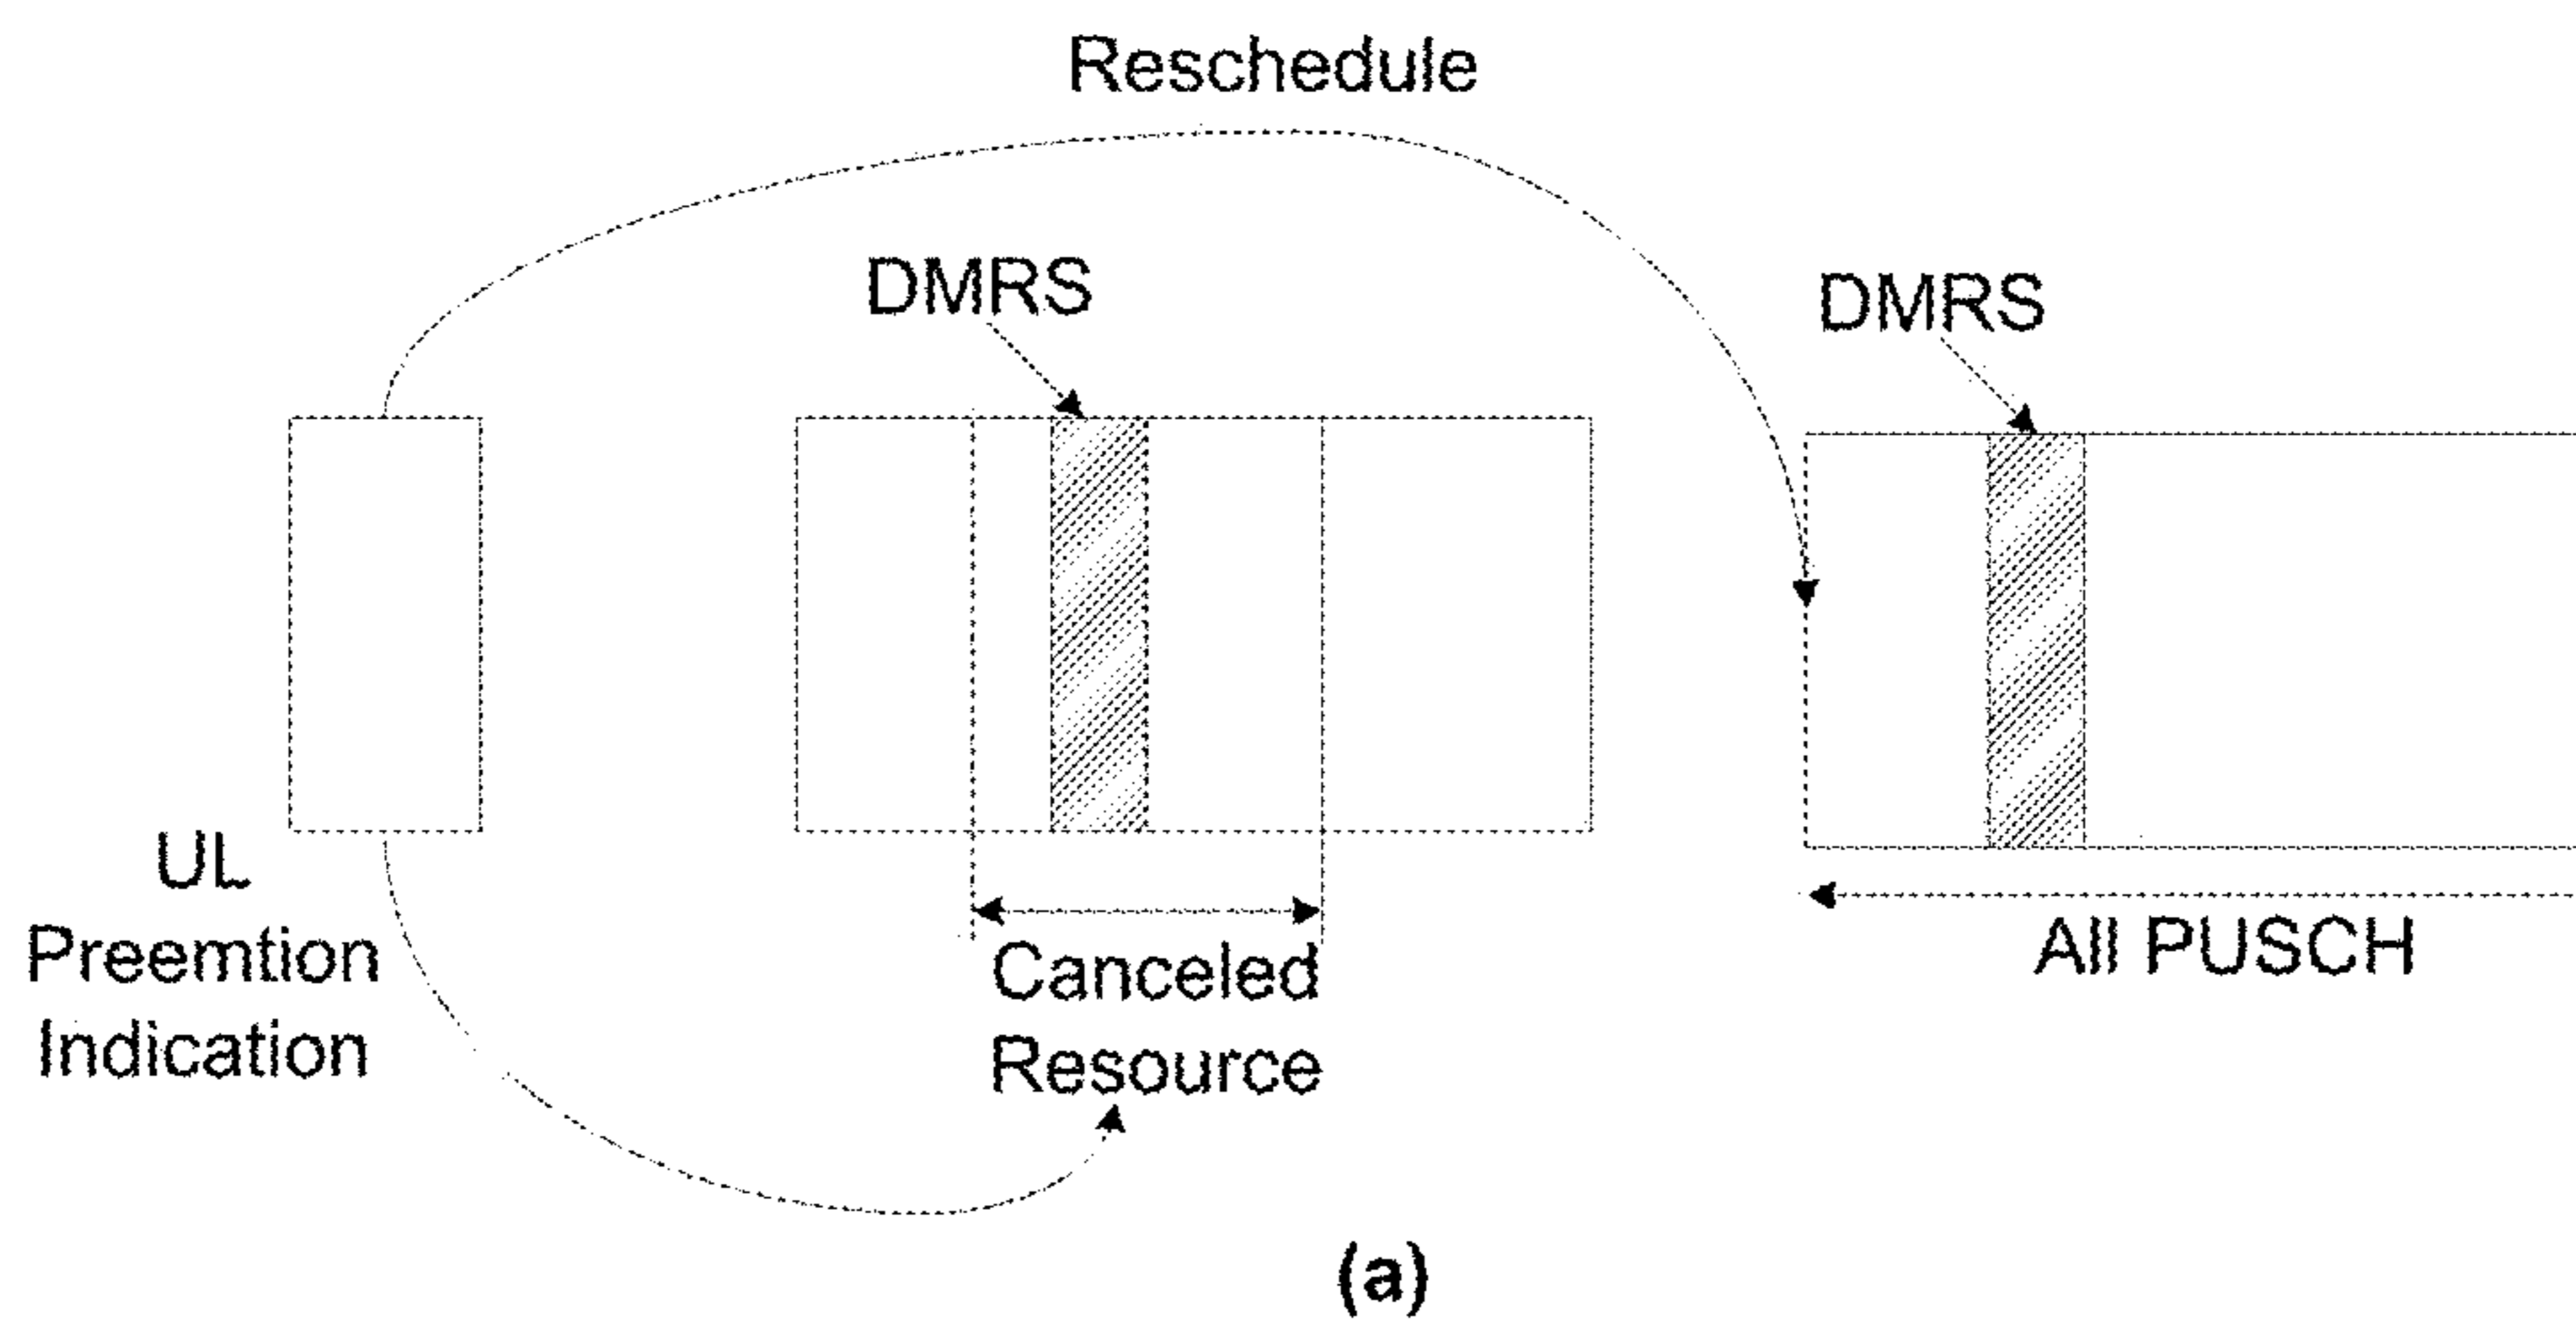 Reschedule
DMRS
DMRS
UL
Preemtion
Indication
Canceled
Resource
All PUSCH
(a)